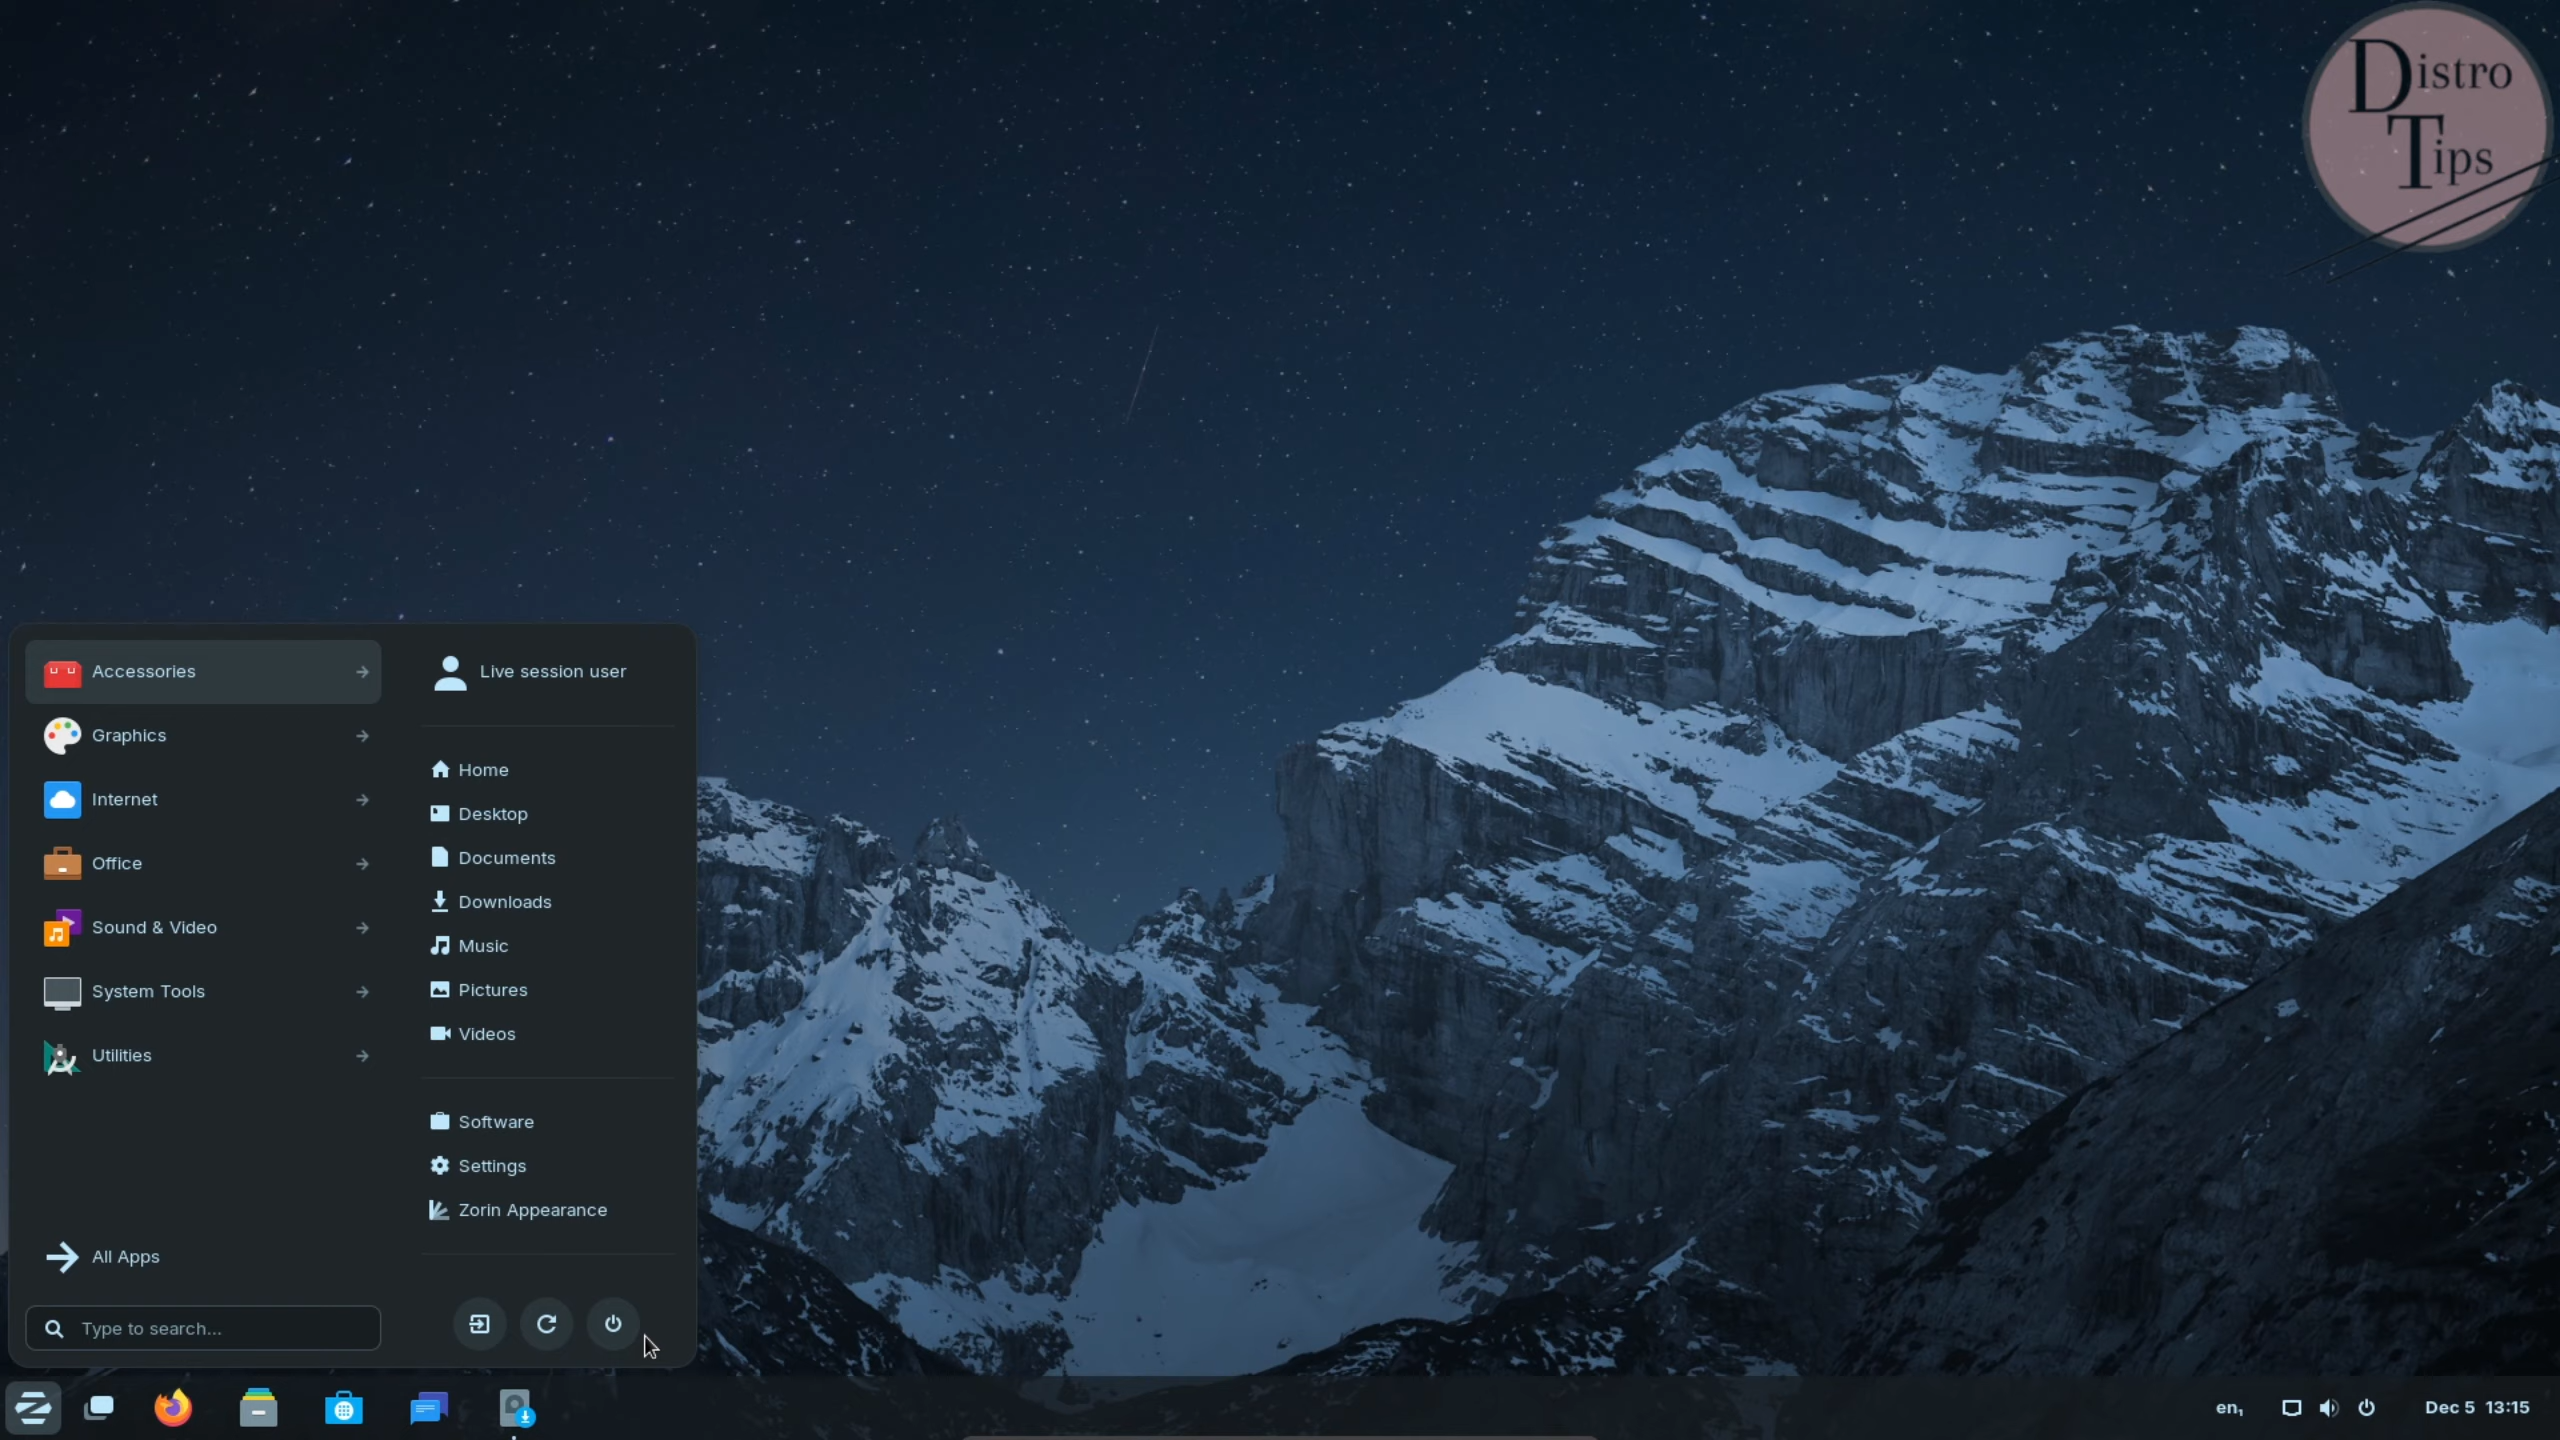 Distro
Tips
Accessories
Graphics
Internet
Office
Sound & Video
System Tools
Utilities
All Apps
Type to search...
Live session user
Home
Desktop
Documents
Downloads
Music
Pictures
Videos
Software
Settings
Zorin Appearance
en₁
Dec 5 13:15